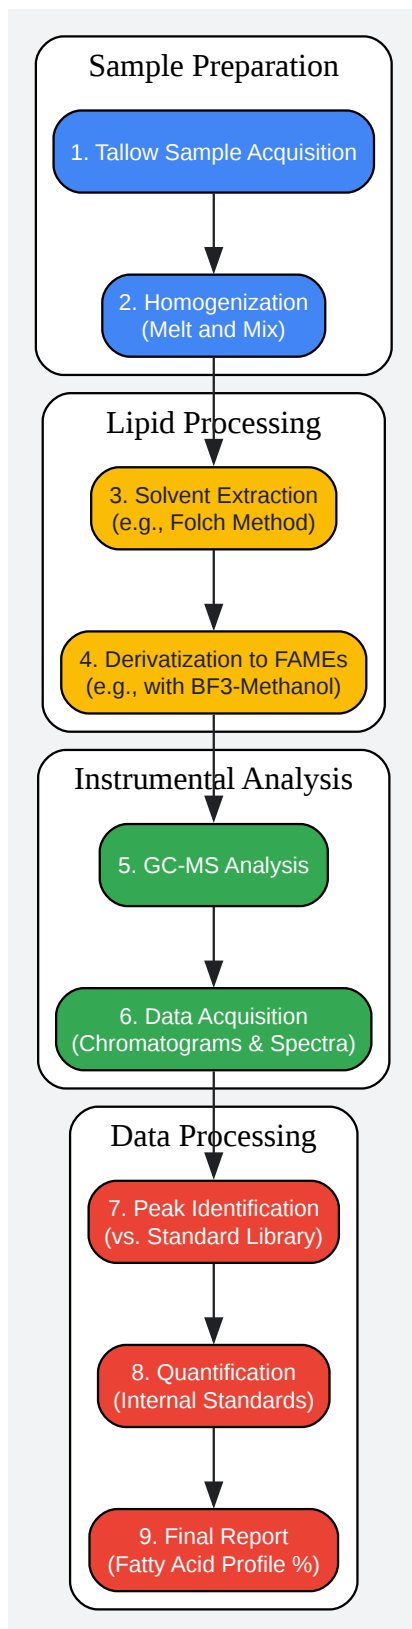 Sample Preparation
1. Tallow Sample Acquisition
2. Homogenization
(Melt and Mix)
Lipid Processing
3. Solvent Extraction
(e.g., Folch Method)
4. Derivatization to FAMEs
(e.g., with BF3-Methanol)
Instrumental Analysis
5. GC-MS Analysis
6. Data Acquisition
(Chromatograms & Spectra)
Data Processing
7. Peak Identification
(vs. Standard Library)
8. Quantification
(Internal Standards)
9. Final Report
(Fatty Acid Profile %)